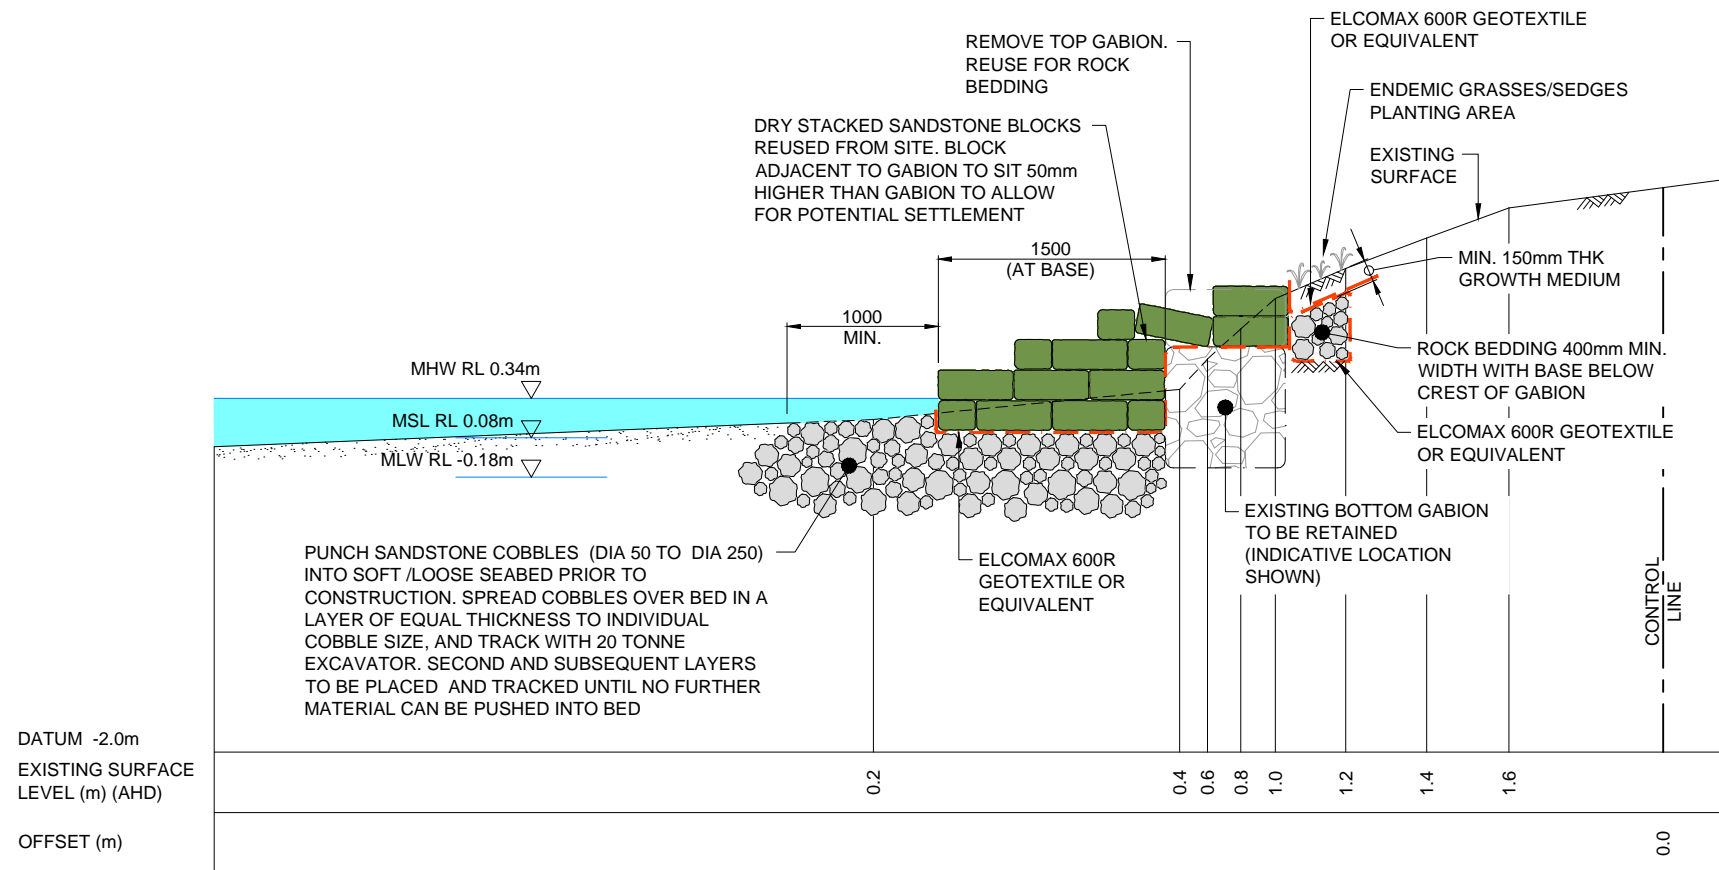 ELCOMAX 600R GEOTEXTILE
OR EQUIVALENT
REMOVE TOP GABION.
REUSE FOR ROCK
BEDDING
ENDEMIC GRASSES/SEDGES
PLANTING AREA
DRY STACKED SANDSTONE BLOCKS
REUSED FROM SITE. BLOCK
ADJACENT TO GABION TO SIT 50mm
HIGHER THAN GABION TO ALLOW
FOR POTENTIAL SETTLEMENT
EXISTING
SURFACE
1500
(AT BASE)
MIN. 150mm THK
GROWTH MEDIUM
1000
MIN.
ROCK BEDDING 400mm MIN.
WIDTH WITH BASE BELOW
CREST OF GABION
MHW RL 0.34m
MSL RL 0.08m
MLW RL -0.18m
ELCOMAX 600R GEOTEXTILE
OR EQUIVALENT
EXISTING BOTTOM GABION
TO BE RETAINED
(INDICATIVE LOCATION
SHOWN)
PUNCH SANDSTONE COBBLES (DIA 50 TO DIA 250)
INTO SOFT /LOOSE SEABED PRIOR TO
CONSTRUCTION. SPREAD COBBLES OVER BED IN A
LAYER OF EQUAL THICKNESS TO INDIVIDUAL
COBBLE SIZE, AND TRACK WITH 20 TONNE
EXCAVATOR. SECOND AND SUBSEQUENT LAYERS
TO BE PLACED AND TRACKED UNTIL NO FURTHER
MATERIAL CAN BE PUSHED INTO BED
ELCOMAX 600R
GEOTEXTILE OR
EQUIVALENT
CONTROL
LINE
DATUM -2.0m
EXISTING SURFACE
LEVEL (m) (AHD)
0.2
0.4
0.6
0.8
1.0
1.2
1.4
1.6
OFFSET (m)
0.0